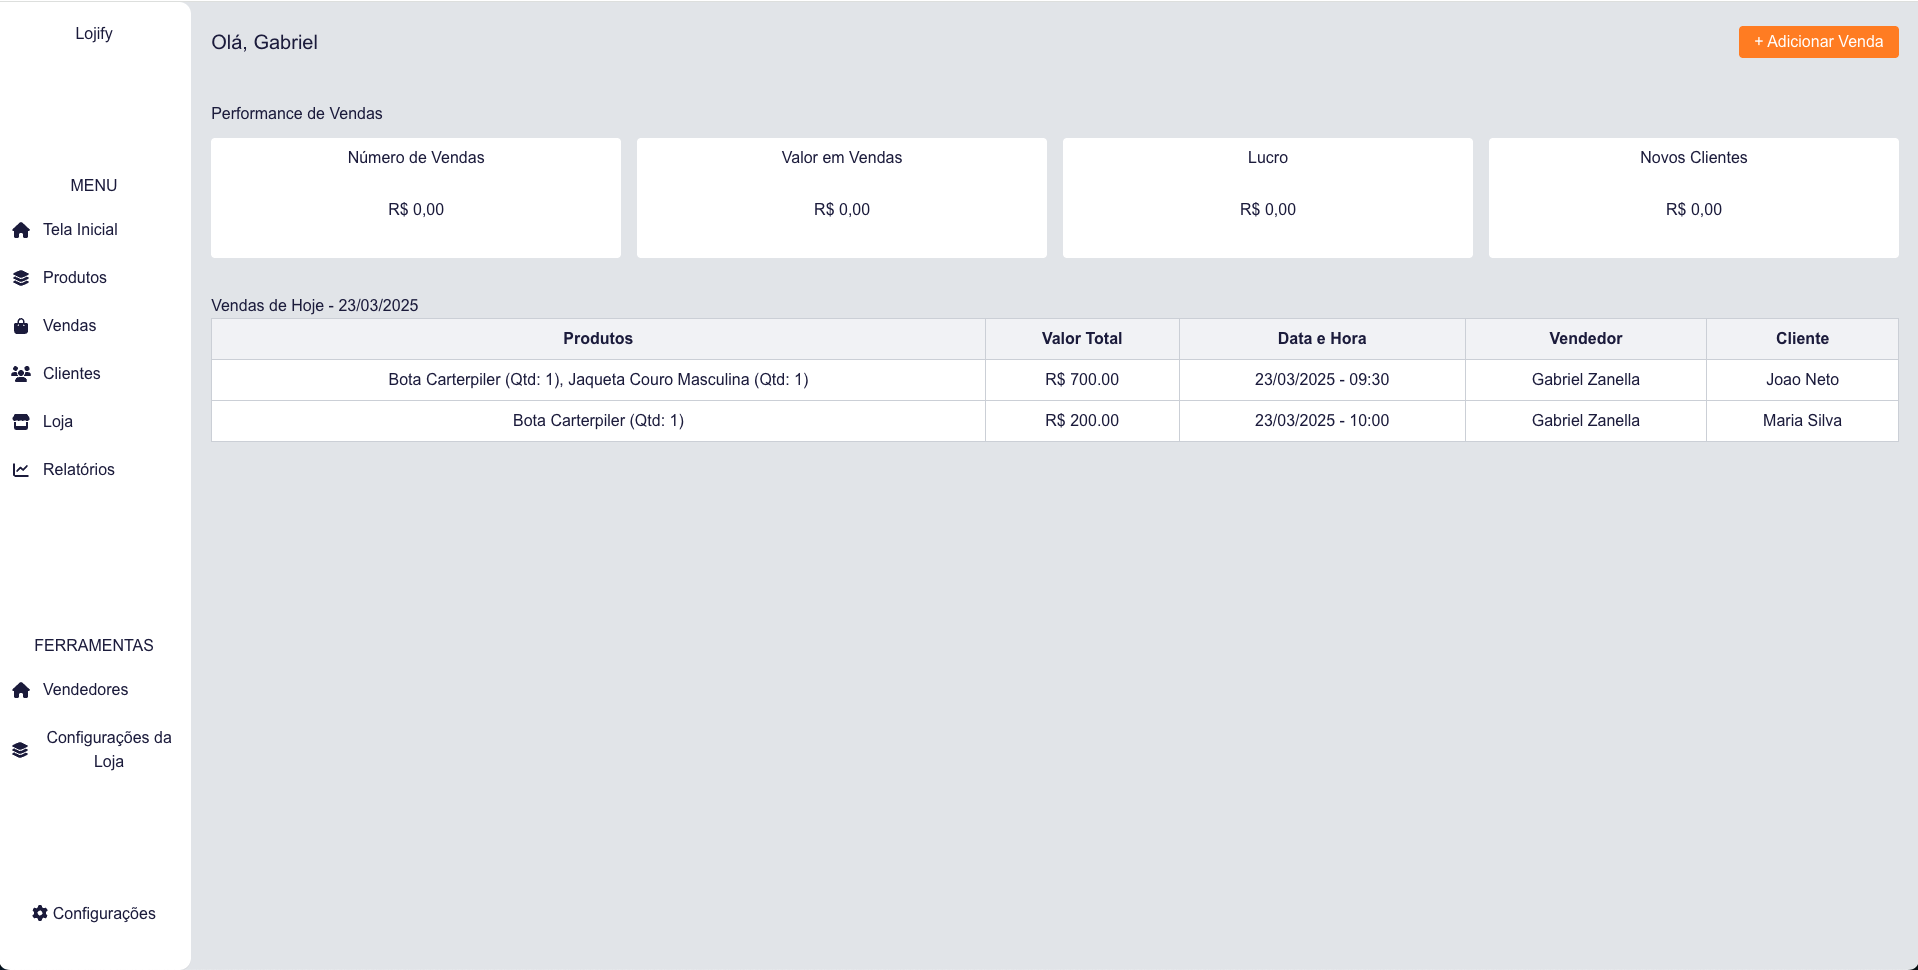 Lojify
MENU
Tela Inicial
Produtos
Vendas
Clientes
Loja
Relatórios
FERRAMENTAS
Vendedores
Configurações da
Loja
Configurações
Olá, Gabriel
+ Adicionar Venda
Performance de Vendas
Número de Vendas
R$ 0,00
Valor em Vendas
R$ 0,00
Lucro
R$ 0,00
Novos Clientes
R$ 0,00
Vendas de Hoje - 23/03/2025
Produtos Valor Total Data e Hora Vendedor Cliente
Bota Carterpiler (Qtd: 1), Jaqueta Couro Masculina (Qtd: 1) R$ 700.00 23/03/2025 - 09:30 Gabriel Zanella Joao Neto
Bota Carterpiler (Qtd: 1) R$ 200.00 23/03/2025 - 10:00 Gabriel Zanella Maria Silva